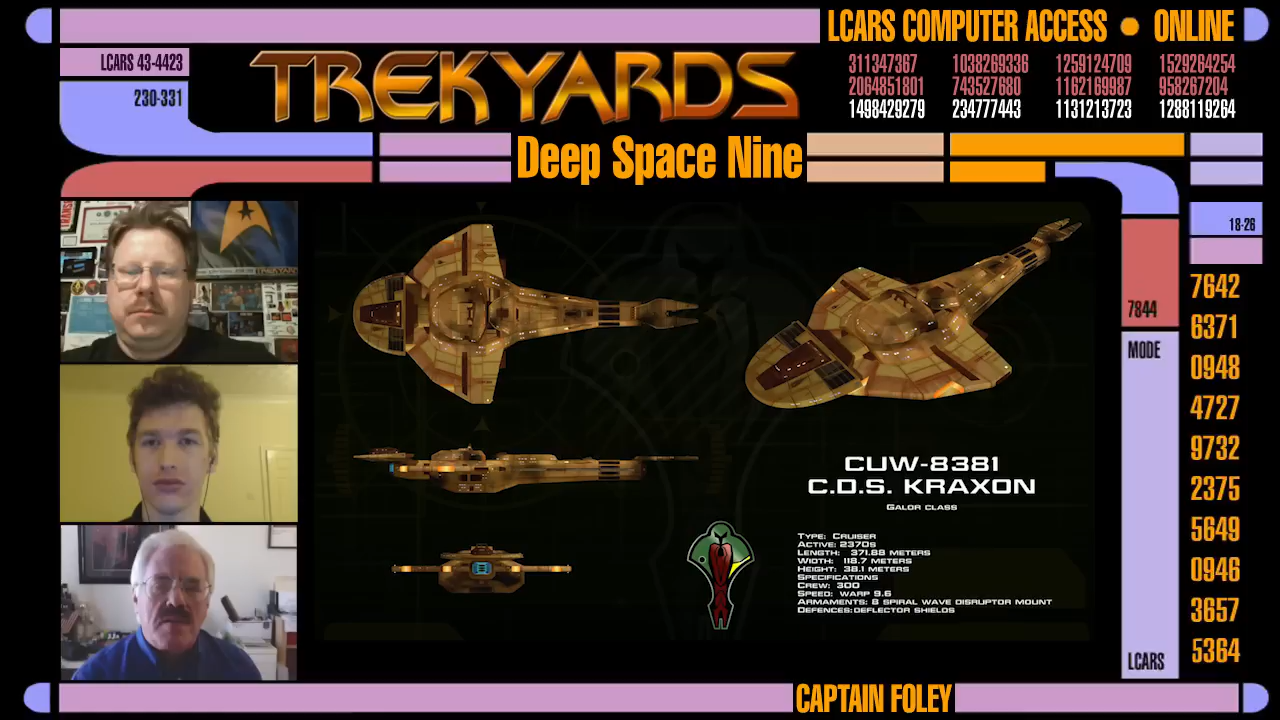 LCARS COMPUTER ACCESS • ONLINE
LCARS 43-4423
230-331
TREKYARDS
311347367 1038269336 1259124709 1529264254
2064851801 743527680 1162169987 958267204
1498429279 234777443 1131213723 1288119264
Deep Space Nine
18-26
7844
MODE
LCARS
7642
6371
0948
4727
9732
2375
5649
0946
3657
5364
CUW-8381
C.D.S. KRAXON
GALOR CLASS
TYPE: CRUISER
ACTIVE: 2370S
LENGTH: 371.88 METERS
WIDTH: 118.7 METERS
HEIGHT: 38.1 METERS
SPECIFICATIONS
CREW: 300
SPEED: WARP 9.6
ARMAMENTS: 8 SPIRAL WAVE DISRUPTOR MOUNT
DEFENCES:DEFLECTOR SHIELDS
CAPTAIN FOLEY